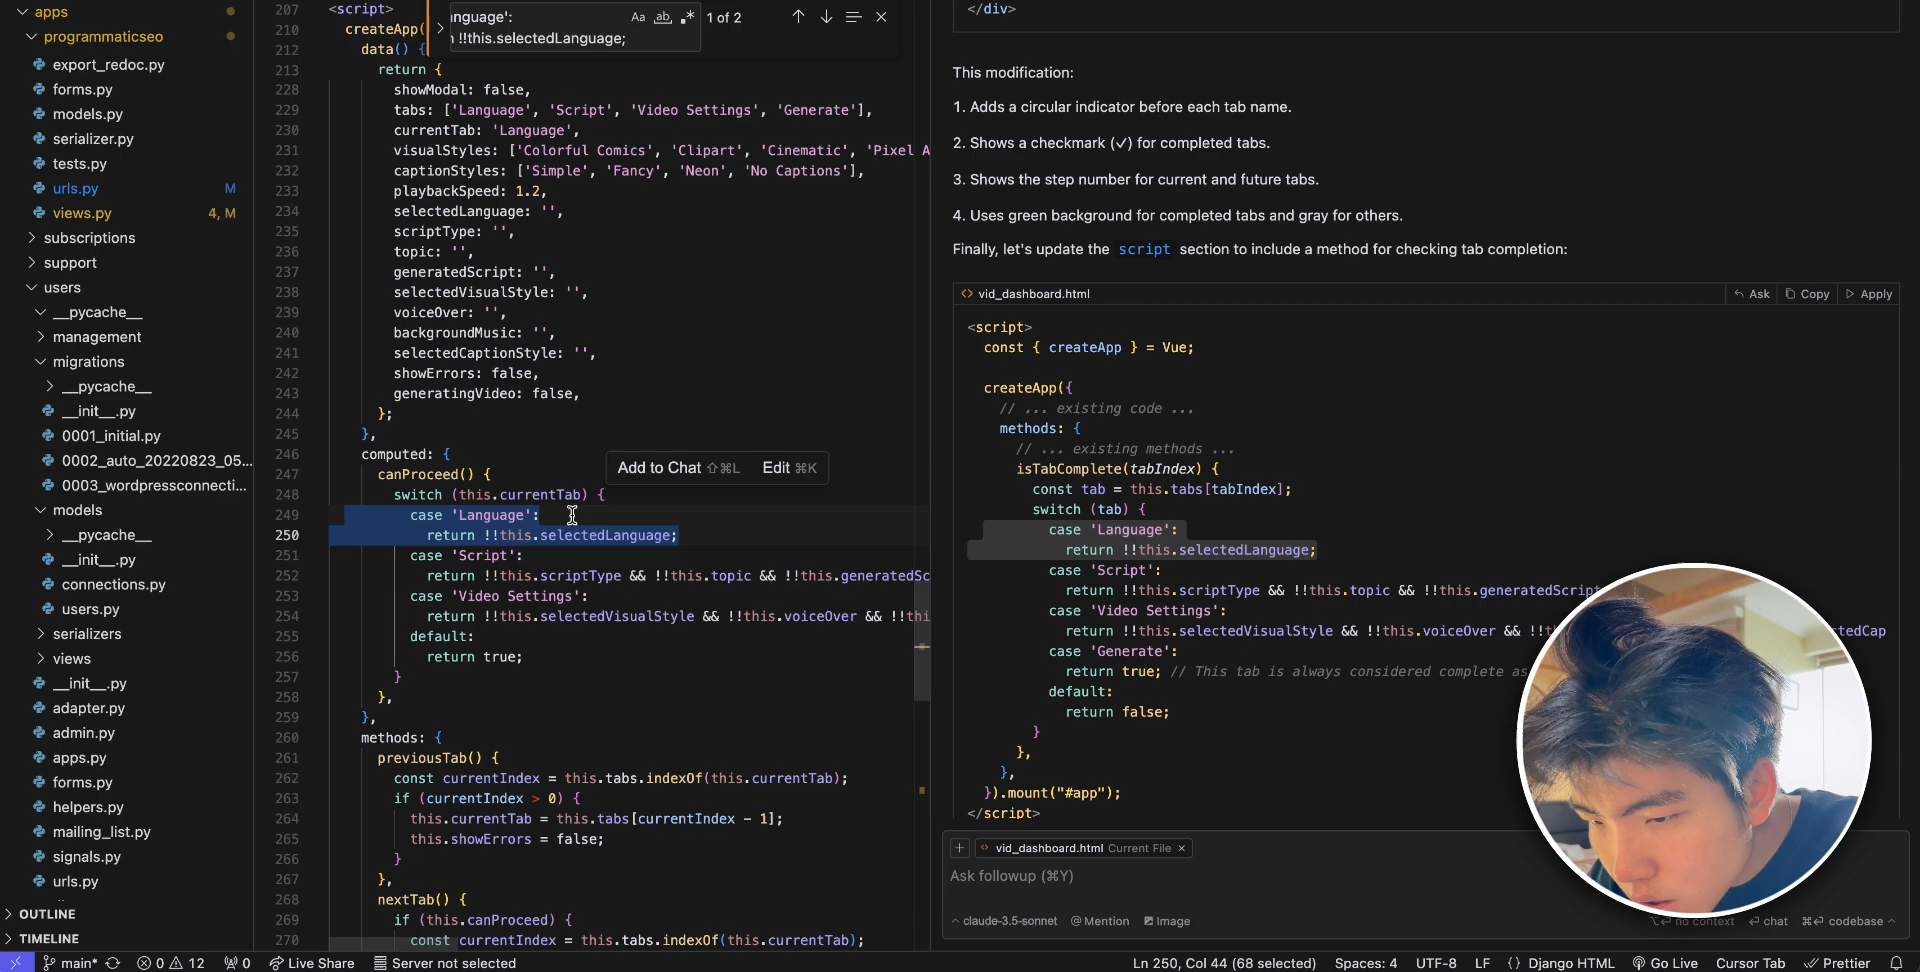 apps
programmaticseo
export_redoc.py
forms.py
models.py
serializer.py
tests.py
urls.py M
views.py 4, M
subscriptions
support
users
__pycache__
management
migrations
__pycache__
__init__.py
0001_initial.py
0002_auto_20220823_05...
0003_wordpressconnecti...
models
__pycache__
__init__.py
connections.py
users.py
serializers
views
__init__.py
adapter.py
admin.py
apps.py
forms.py
helpers.py
mailing_list.py
signals.py
urls.py
OUTLINE
TIMELINE
nguage':
!!this.selectedLanguage;
Aa ab .* 1 of 2
207 <script>
210 createApp(
212 data() {
213 return {
228 showModal: false,
229 tabs: ['Language', 'Script', 'Video Settings', 'Generate'],
230 currentTab: 'Language',
231 visualStyles: ['Colorful Comics', 'Clipart', 'Cinematic', 'Pixel A
232 captionStyles: ['Simple', 'Fancy', 'Neon', 'No Captions'],
233 playbackSpeed: 1.2,
234 selectedLanguage: '',
235 scriptType: '',
236 topic: '',
237 generatedScript: '',
238 selectedVisualStyle: '',
239 voiceOver: '',
240 backgroundMusic: '',
241 selectedCaptionStyle: '',
242 showErrors: false,
243 generatingVideo: false,
244 };
245 },
246 computed: {
247 canProceed() {
248 switch (this.currentTab) {
249 case 'Language':
250 return !!this.selectedLanguage;
251 case 'Script':
252 return !!this.scriptType && !!this.topic && !!this.generatedSc
253 case 'Video Settings':
254 return !!this.selectedVisualStyle && !!this.voiceOver && !!thi
255 default:
256 return true;
257 }
258 },
259 },
260 methods: {
261 previousTab() {
262 const currentIndex = this.tabs.indexOf(this.currentTab);
263 if (currentIndex > 0) {
264 this.currentTab = this.tabs[currentIndex - 1];
265 this.showErrors = false;
266 }
267 },
268 nextTab() {
269 if (this.canProceed) {
270 const currentIndex = this.tabs.indexOf(this.currentTab);
Add to Chat ⇧⌘L Edit ⌘K
</div>
This modification:
1. Adds a circular indicator before each tab name.
2. Shows a checkmark (✓) for completed tabs.
3. Shows the step number for current and future tabs.
4. Uses green background for completed tabs and gray for others.
Finally, let's update the script section to include a method for checking tab completion:
vid_dashboard.html Ask Copy Apply
<script>
const { createApp } = Vue;
createApp({
// ... existing code ...
methods: {
// ... existing methods ...
isTabComplete(tabIndex) {
const tab = this.tabs[tabIndex];
switch (tab) {
case 'Language':
return !!this.selectedLanguage;
case 'Script':
return !!this.scriptType && !!this.topic && !!this.generatedScript
case 'Video Settings':
return !!this.selectedVisualStyle && !!this.voiceOver && !!t tedCap
case 'Generate':
return true; // This tab is always considered complete as
default:
return false;
}
},
},
}).mount("#app");
</script>
+ vid_dashboard.html Current File
Ask followup (⌘Y)
claude-3.5-sonnet @ Mention Image no context chat codebase
main* 0 12 0 Live Share Server not selected Ln 250, Col 44 (68 selected) Spaces: 4 UTF-8 LF {} Django HTML Go Live Cursor Tab Prettier